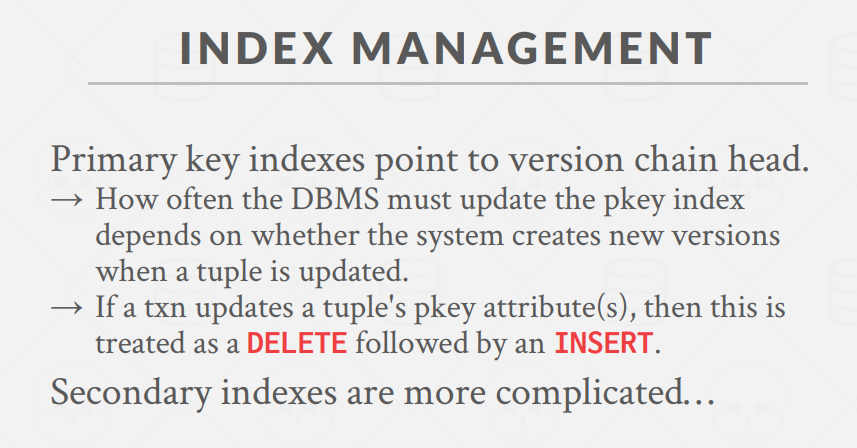 INDEX MANAGEMENT
Primary key indexes point to version chain head.
→ How often the DBMS must update the pkey index
depends on whether the system creates new versions
when a tuple is updated.
→ If a txn updates a tuple's pkey attribute(s), then this is
treated as a DELETE followed by an INSERT.
Secondary indexes are more complicated…